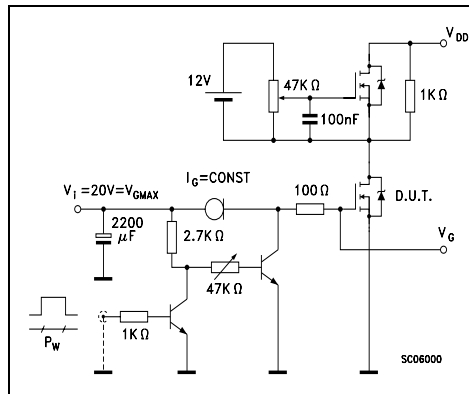 V_DD
12V
47KΩ
1KΩ
100nF
I_G=CONST
V_i=20V=V_GMAX
100Ω
D.U.T.
2200
μF
2.7KΩ
V_G
47KΩ
1KΩ
P_W
SC06000